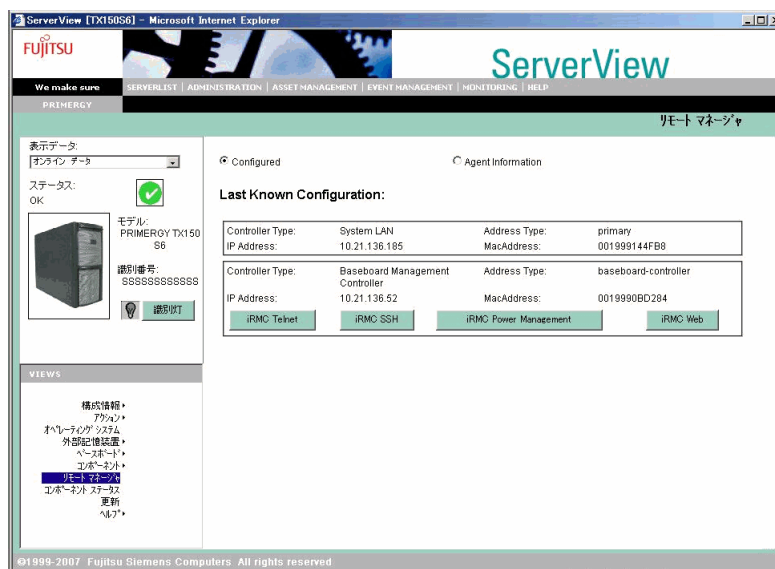 ServerView [TX150S6] - Microsoft Internet Explorer
FUJITSU
ServerView
We make sure
SERVERLIST | ADMINISTRATION | ASSET MANAGEMENT | EVENT MANAGEMENT | MONITORING | HELP
PRIMERGY
リモート マネージャ
表示データ:
オンライン データ
ステータス:
OK
モデル:
PRIMERGY TX150
S6
識別番号:
SSSSSSSSSSSS
識別灯
Configured
Agent Information
Last Known Configuration:
Controller Type: System LAN Address Type: primary
IP Address: 10.21.136.185 MacAddress: 001999144FB8
Controller Type: Baseboard Management Controller Address Type: baseboard-controller
IP Address: 10.21.136.52 MacAddress: 0019990BD284
iRMC Telnet iRMC SSH iRMC Power Management iRMC Web
VIEWS
構成情報
アクション
オペレーティング システム
外部記憶装置
ベースボード
コンポーネント
リモート マネージャ
コンポーネント ステータス
更新
ヘルプ
©1999-2007 Fujitsu Siemens Computers All rights reserved